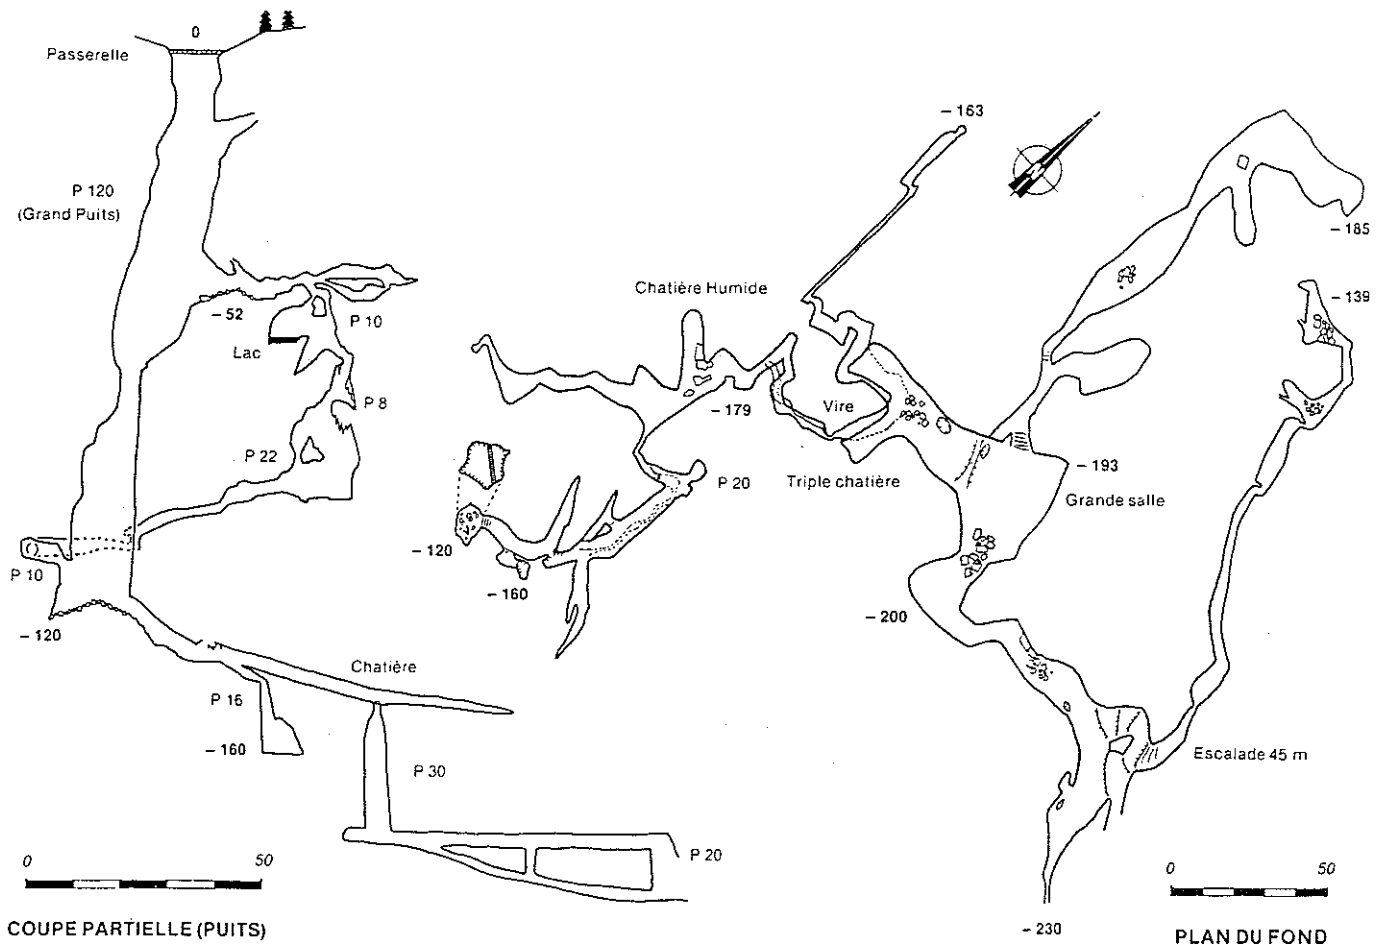 0
Passerelle
P 120
(Grand Puits)
– 52
P 10
Lac
P 8
P 22
P 10
– 120
Chatière
P 16
– 160
P 30
P 20
0 50
COUPE PARTIELLE (PUITS)
– 163
Chatière Humide
– 185
– 139
– 179
Vire
P 20
Triple chatière
– 193
Grande salle
– 120
– 160
– 200
Escalade 45 m
– 230
0 50
PLAN DU FOND